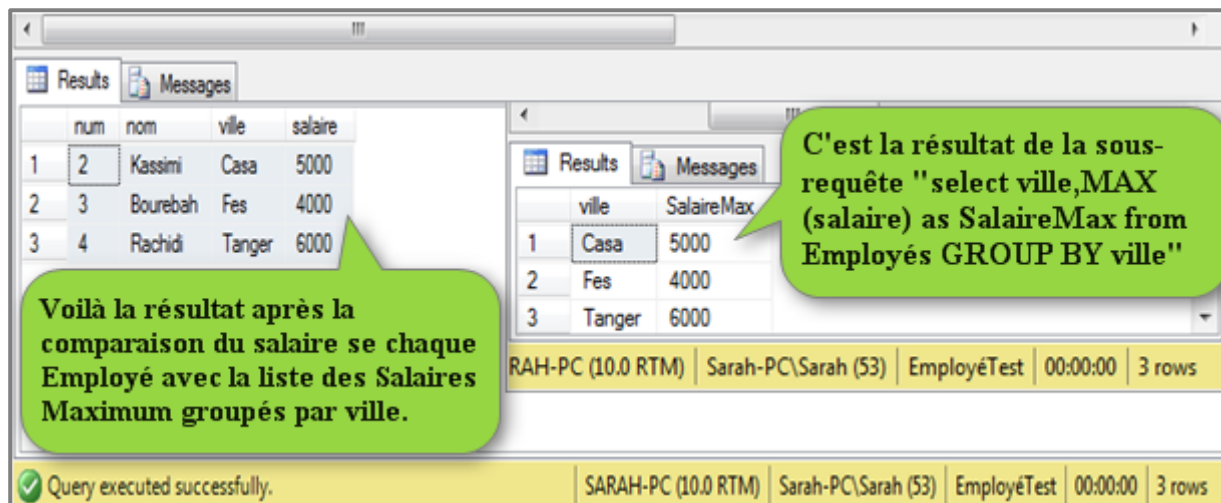 Results Messages
num nom ville salaire
1 2 Kassimi Casa 5000
2 3 Bourebah Fes 4000
3 4 Rachidi Tanger 6000
Voilà la résultat après la
comparaison du salaire se chaque
Employé avec la liste des Salaires
Maximum groupés par ville.
Results Messages
ville SalaireMax
1 Casa 5000
2 Fes 4000
3 Tanger 6000
C'est la résultat de la sous-
requête "select ville,MAX
(salaire) as SalaireMax from
Employés GROUP BY ville"
RAH-PC (10.0 RTM) Sarah-PC\Sarah (53) EmployéTest 00:00:00 3 rows
Query executed successfully. SARAH-PC (10.0 RTM) Sarah-PC\Sarah (53) EmployéTest 00:00:00 3 rows